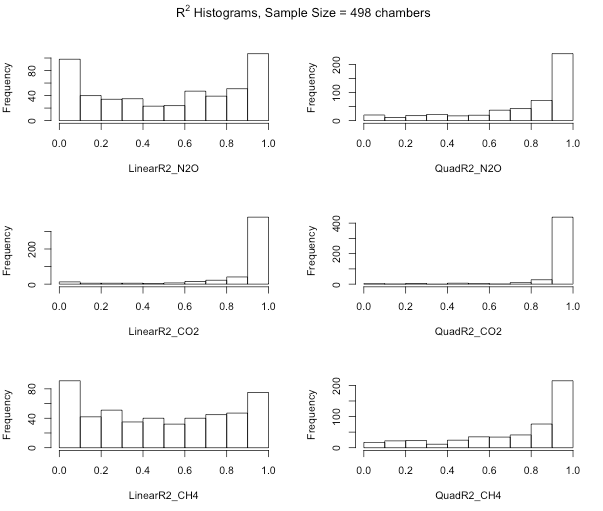 R² Histograms, Sample Size = 498 chambers
Frequency
0 40 80
0.0 0.2 0.4 0.6 0.8 1.0
LinearR2_N2O
Frequency
0 100 200
0.0 0.2 0.4 0.6 0.8 1.0
QuadR2_N2O
Frequency
0 200
0.0 0.2 0.4 0.6 0.8 1.0
LinearR2_CO2
Frequency
0 200 400
0.0 0.2 0.4 0.6 0.8 1.0
QuadR2_CO2
Frequency
0 40 80
0.0 0.2 0.4 0.6 0.8 1.0
LinearR2_CH4
Frequency
0 100 200
0.0 0.2 0.4 0.6 0.8 1.0
QuadR2_CH4